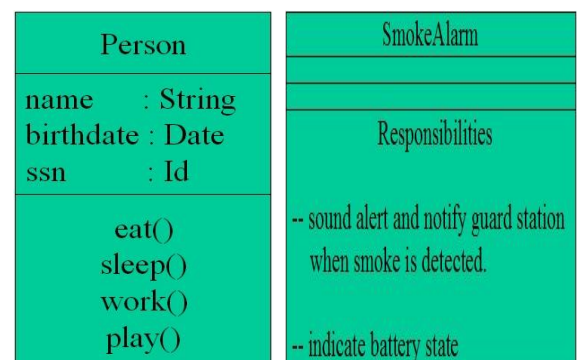 Person
name : String
birthdate : Date
ssn : Id
eat()
sleep()
work()
play()
SmokeAlarm
Responsibilities
-- sound alert and notify guard station
when smoke is detected.
-- indicate battery state